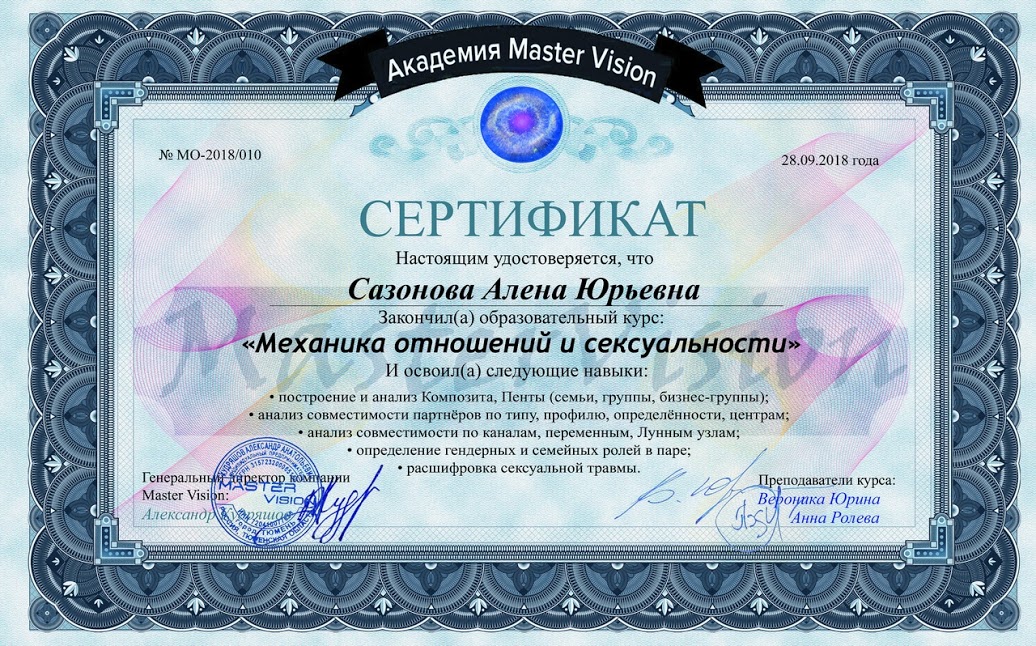 Академия Master Vision
№ МО-2018/010
28.09.2018 года
СЕРТИФИКАТ
Настоящим удостоверяется, что
Сазонова Алена Юрьевна
Закончил(а) образовательный курс:
«Механика отношений и сексуальности»
И освоил(а) следующие навыки:
• построение и анализ Композита, Пенты (семьи, группы, бизнес-группы);
• анализ совместимости партнёров по типу, профилю, определённости, центрам;
• анализ совместимости по каналам, переменным, Лунным узлам;
• определение гендерных и семейных ролей в паре;
• расшифровка сексуальной травмы.
Генеральный директор компании
Master Vision:
Александр Кудряшов
MASTER
VISION
Преподаватели курса:
Вероника Юрина
Анна Ролева
Master Vision